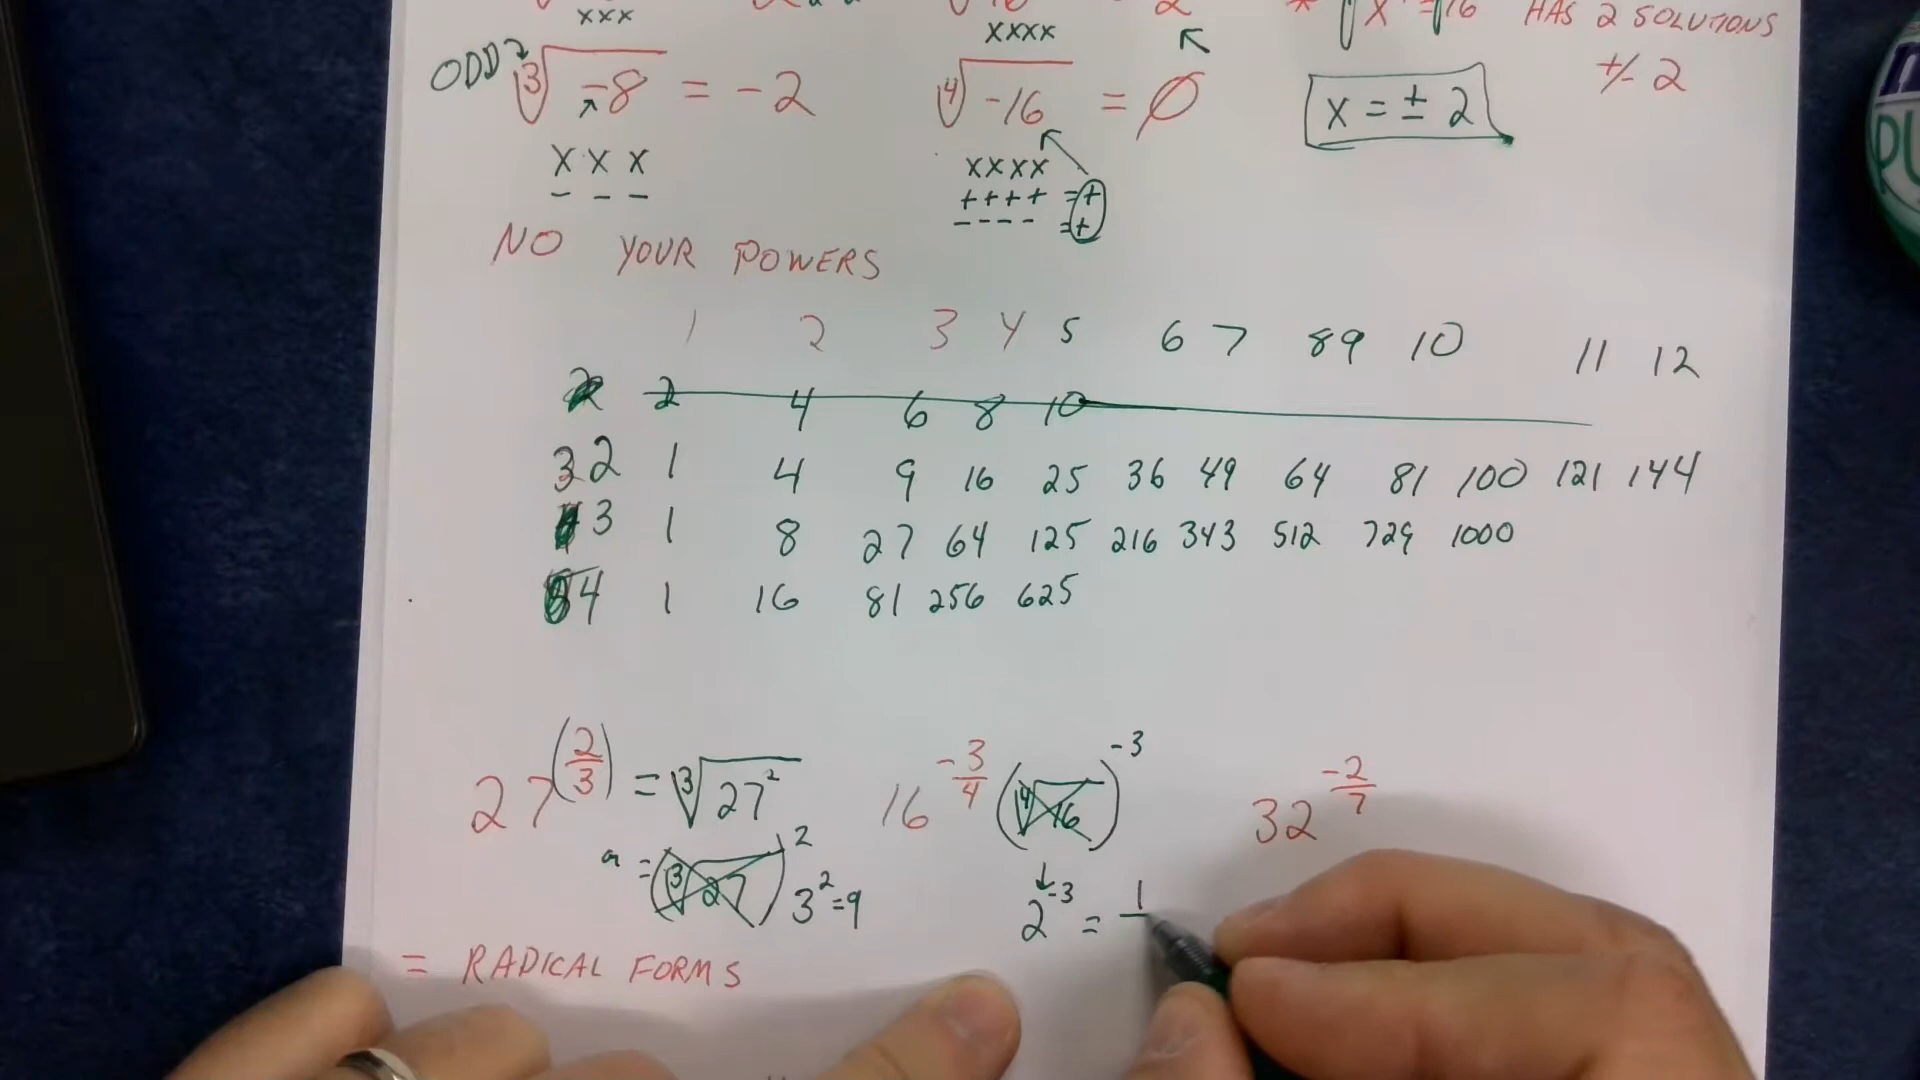 XXX XXXX * √X = √16 HAS 2 SOLUTIONS
ODD ∛-8 = -2 ∜-16 = ∅ X = ± 2 +/- 2
X X X XXXX
- - - ++++ =+
---- =+
NO YOUR POWERS
1 2 3 4 5 6 7 8 9 10 11 12
2 2 4 6 8 10
3 2 1 4 9 16 25 36 49 64 81 100 121 144
3 1 8 27 64 125 216 343 512 729 1000
4 1 16 81 256 625
27^(2/3) = ∛27² 16^-3/4 (∜16)^-3 32^-2/7
= (∛27)² 3²=9 2^-3 = 1
= RADICAL FORMS